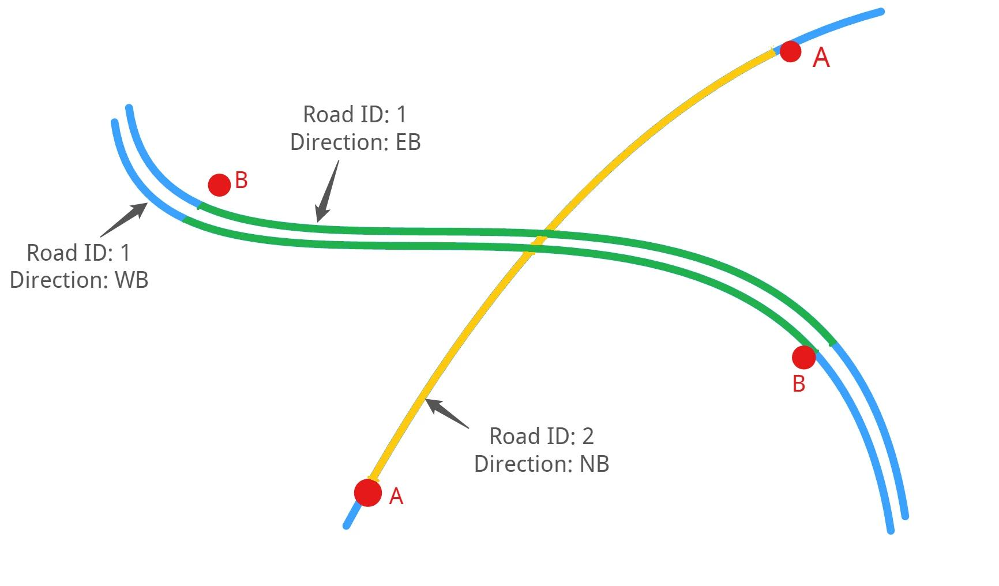 A
Road ID: 1
Direction: EB
B
Road ID: 1
Direction: WB
B
Road ID: 2
Direction: NB
A